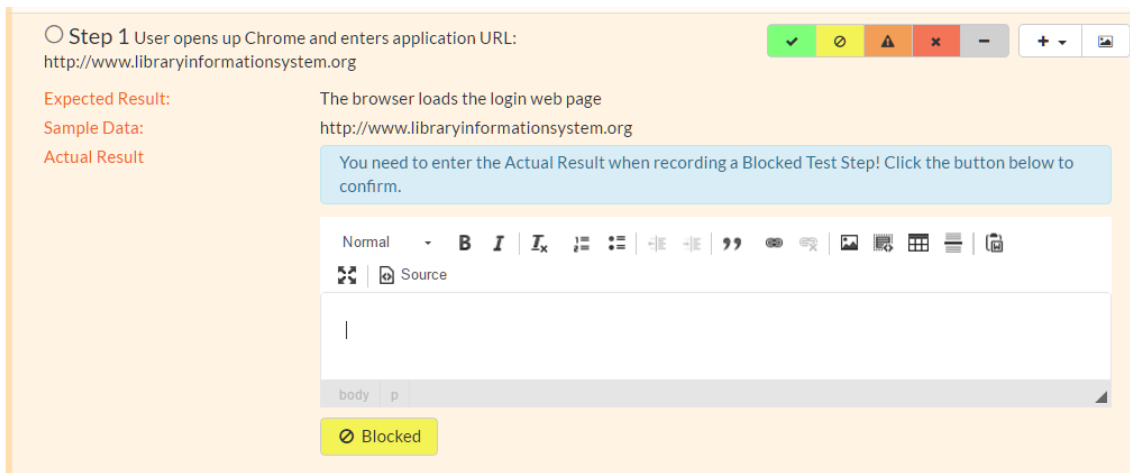 Step 1 User opens up Chrome and enters application URL:
http://www.libraryinformationsystem.org
Expected Result: The browser loads the login web page
Sample Data: http://www.libraryinformationsystem.org
Actual Result
You need to enter the Actual Result when recording a Blocked Test Step! Click the button below to
confirm.
Normal
Source
body p
Blocked